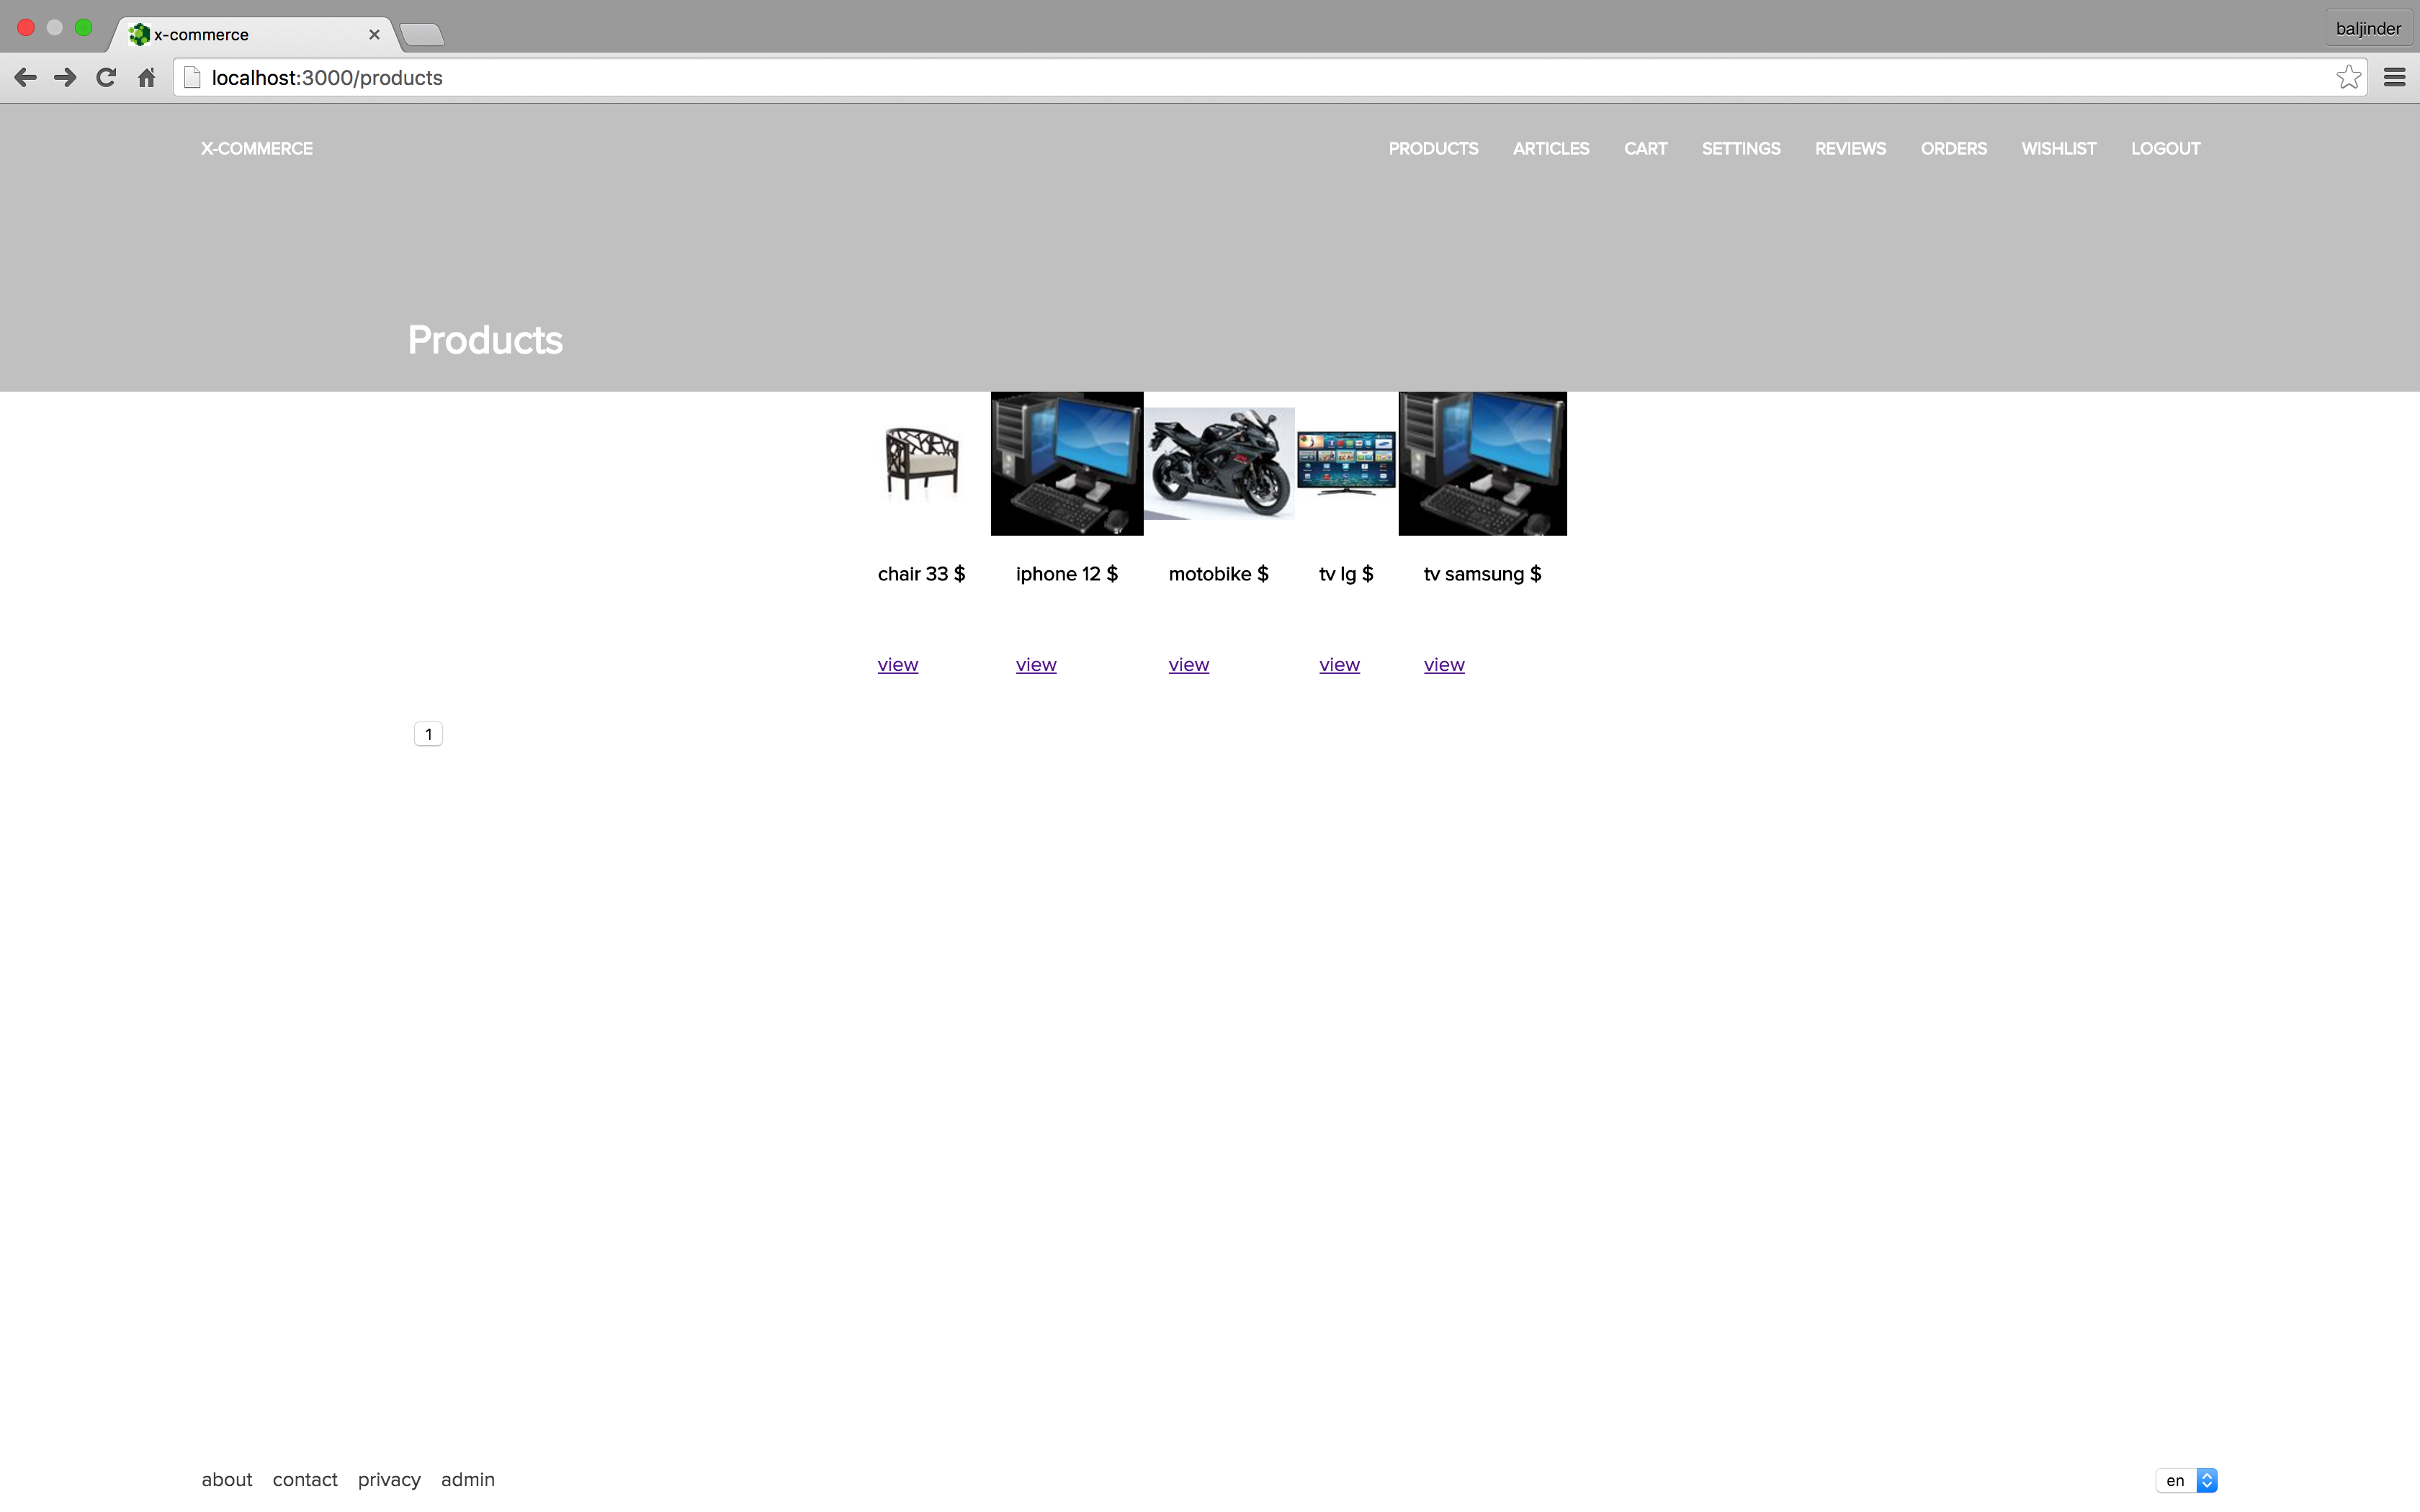 x-commerce
baljinder
localhost:3000/products
X-COMMERCE PRODUCTS ARTICLES CART SETTINGS REVIEWS ORDERS WISHLIST LOGOUT
Products
chair 33 $ iphone 12 $ motobike $ tv lg $ tv samsung $
view view view view view
1
about contact privacy admin en